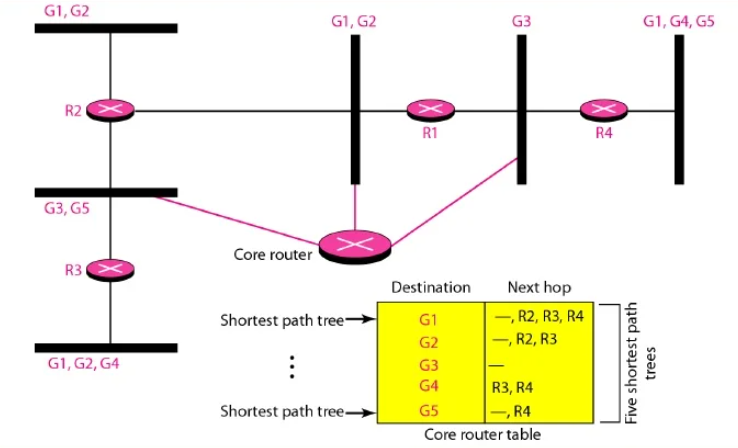 G1, G2
G1, G2
G3
G1, G4, G5
R2
R1
R4
G3, G5
Core router
R3
G1, G2, G4
Destination Next hop
Shortest path tree G1 —, R2, R3, R4
G2 —, R2, R3
G3 —
G4 R3, R4
Shortest path tree G5 —, R4
Five shortest path
trees
Core router table